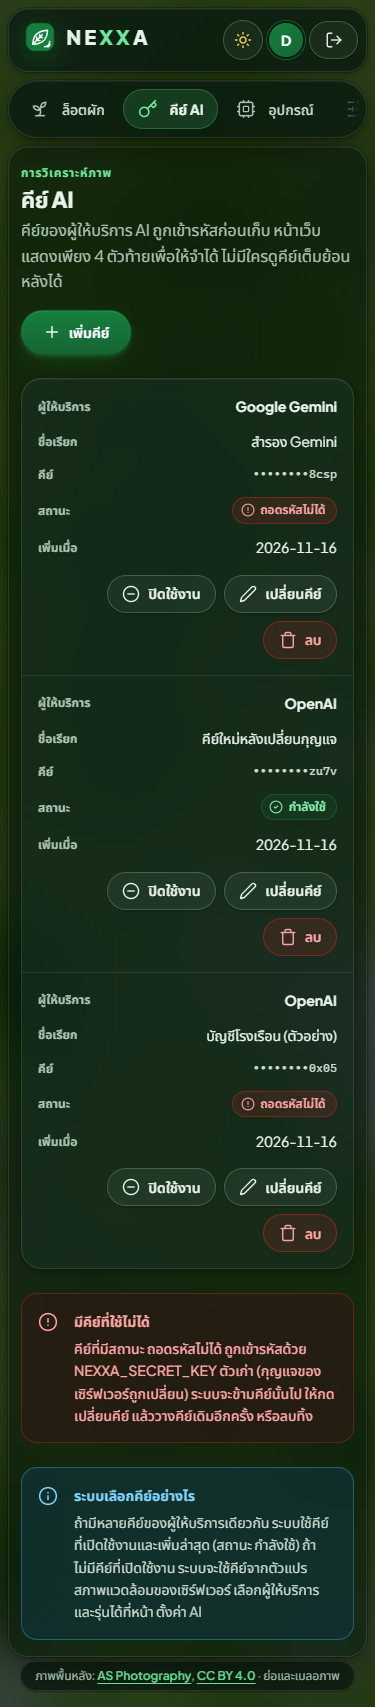 NEXXA
D
ล็อตผัก
คีย์ AI
อุปกรณ์
การวิเคราะห์ภาพ
คีย์ AI
คีย์ของผู้ให้บริการ AI ถูกเข้ารหัสก่อนเก็บ หน้าเว็บ
แสดงเพียง 4 ตัวท้ายเพื่อให้จำได้ ไม่มีใครดูคีย์เต็มย้อน
หลังได้
เพิ่มคีย์
ผู้ให้บริการ Google Gemini
ชื่อเรียก สำรอง Gemini
คีย์ ••••••••8csp
สถานะ ถอดรหัสไม่ได้
เพิ่มเมื่อ 2026-11-16
ปิดใช้งาน เปลี่ยนคีย์
ลบ
ผู้ให้บริการ OpenAI
ชื่อเรียก คีย์ใหม่หลังเปลี่ยนกุญแจ
คีย์ ••••••••zu7v
สถานะ กำลังใช้
เพิ่มเมื่อ 2026-11-16
ปิดใช้งาน เปลี่ยนคีย์
ลบ
ผู้ให้บริการ OpenAI
ชื่อเรียก บัญชีโรงเรือน (ตัวอย่าง)
คีย์ ••••••••0x05
สถานะ ถอดรหัสไม่ได้
เพิ่มเมื่อ 2026-11-16
ปิดใช้งาน เปลี่ยนคีย์
ลบ
มีคีย์ที่ใช้ไม่ได้
คีย์ที่มีสถานะ ถอดรหัสไม่ได้ ถูกเข้ารหัสด้วย
NEXXA_SECRET_KEY ตัวเก่า (กุญแจของ
เซิร์ฟเวอร์ถูกเปลี่ยน) ระบบจะข้ามคีย์นั้นไป ให้กด
เปลี่ยนคีย์ แล้ววางคีย์เดิมอีกครั้ง หรือลบทิ้ง
ระบบเลือกคีย์อย่างไร
ถ้ามีหลายคีย์ของผู้ให้บริการเดียวกัน ระบบใช้คีย์
ที่เปิดใช้งานและเพิ่มล่าสุด (สถานะ กำลังใช้) ถ้า
ไม่มีคีย์ที่เปิดใช้งาน ระบบจะใช้คีย์จากตัวแปร
สภาพแวดล้อมของเซิร์ฟเวอร์ เลือกผู้ให้บริการ
และรุ่นได้ที่หน้า ตั้งค่า AI
ภาพพื้นหลัง: AS Photography, CC BY 4.0 · ย่อและเบลอภาพ